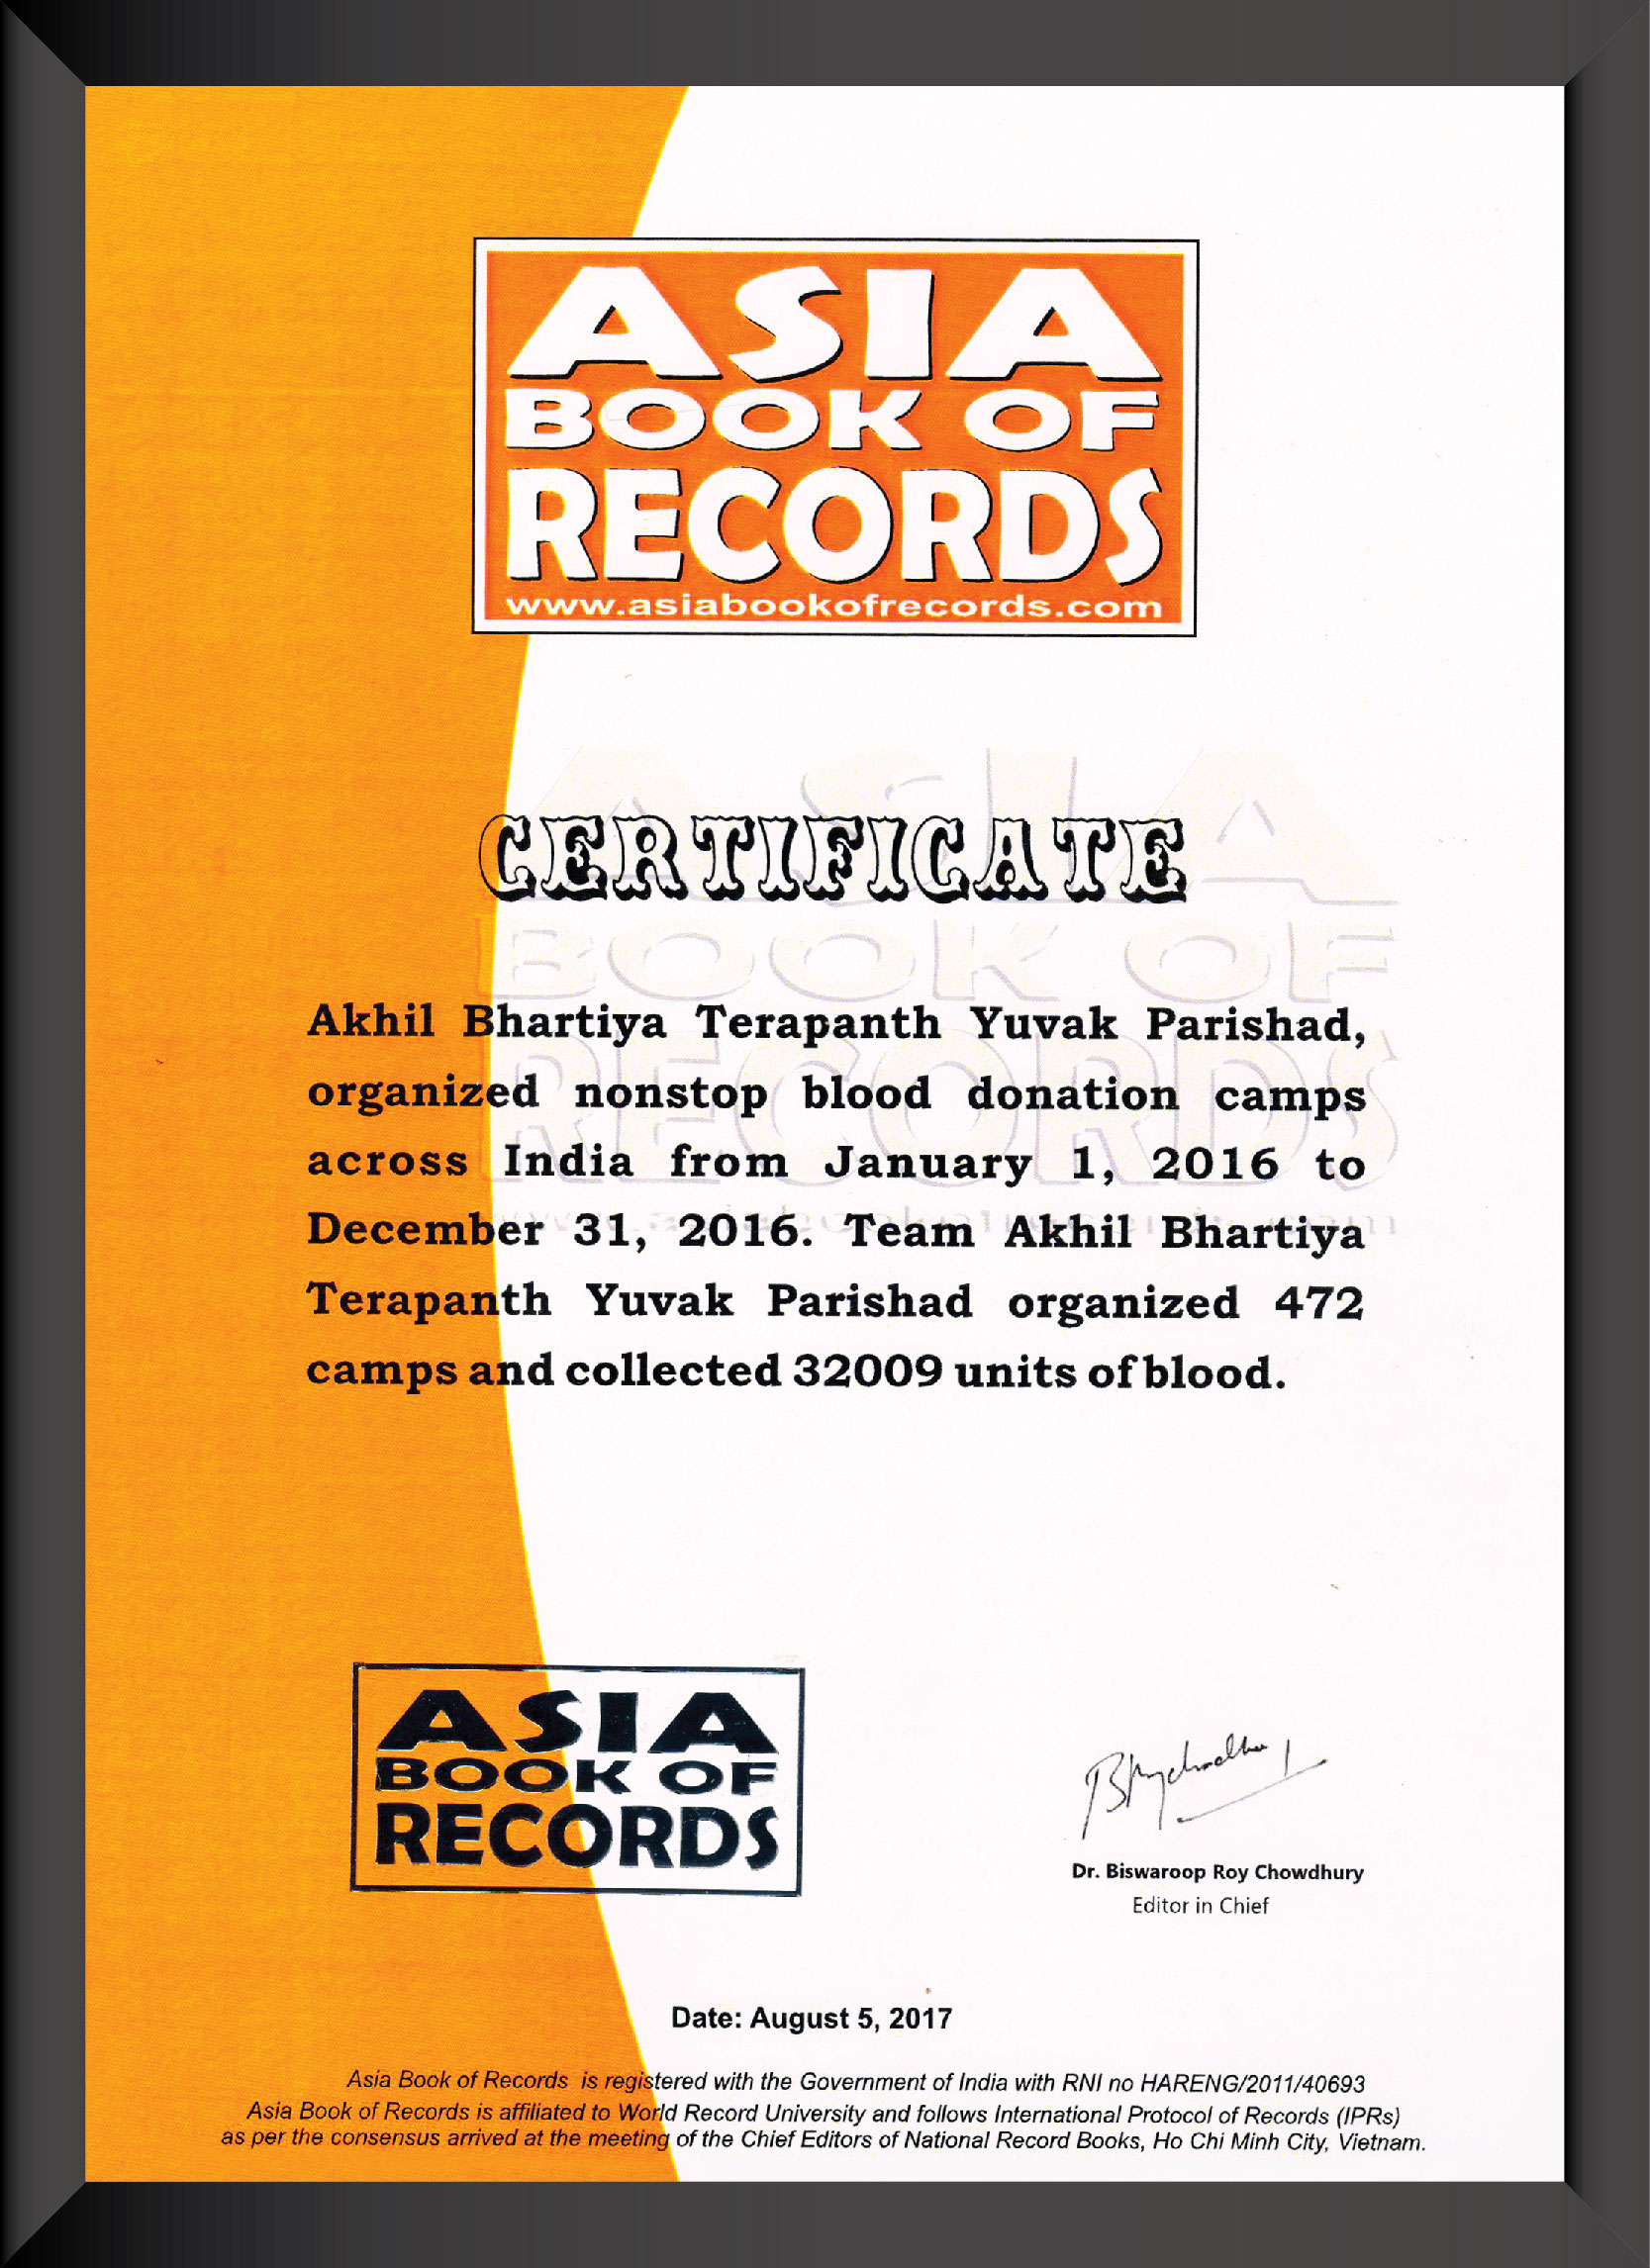 ASIA
BOOK OF
RECORDS
www.asiabookofrecords.com
CERTIFICATE
Akhil Bhartiya Terapanth Yuvak Parishad,
organized nonstop blood donation camps
across India from January 1, 2016 to
December 31, 2016. Team Akhil Bhartiya
Terapanth Yuvak Parishad organized 472
camps and collected 32009 units of blood.
ASIA
BOOK OF
RECORDS
Dr. Biswaroop Roy Chowdhury
Editor in Chief
Date: August 5, 2017
Asia Book of Records is registered with the Government of India with RNI no HARENG/2011/40693
Asia Book of Records is affiliated to World Record University and follows International Protocol of Records (IPRs)
as per the consensus arrived at the meeting of the Chief Editors of National Record Books, Ho Chi Minh City, Vietnam.